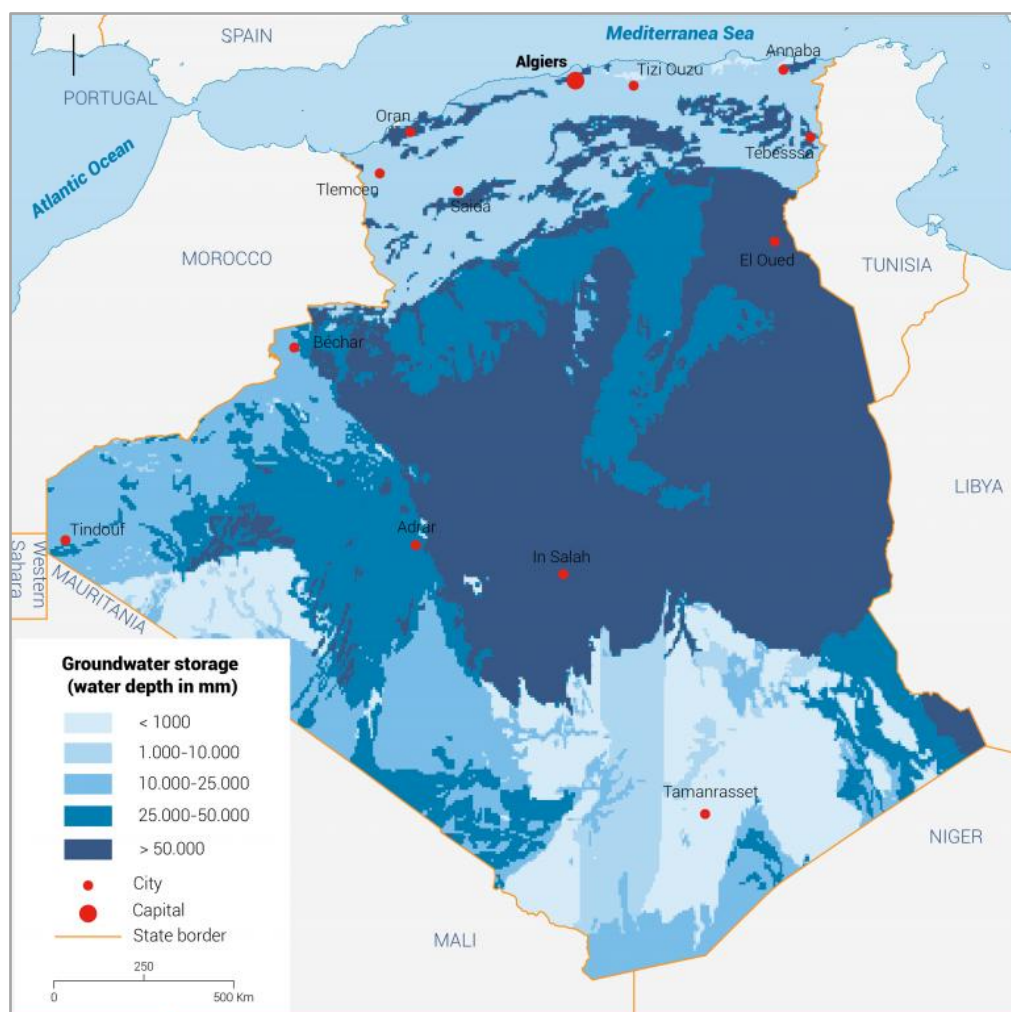 SPAIN
Mediterranea Sea
Annaba
Algiers
Tizi Ouzu
PORTUGAL
Oran
Tebesssa
Atlantic Ocean
Tlemcen
Saida
MOROCCO
El Oued
TUNISIA
Béchar
LIBYA
Tindouf
Adrar
In Salah
Western
Sahara
MAURITANIA
Groundwater storage
(water depth in mm)
< 1000
1.000-10.000
10.000-25.000
25.000-50.000
> 50.000
City
Capital
State border
250
0
500 Km
Tamanrasset
NIGER
MALI